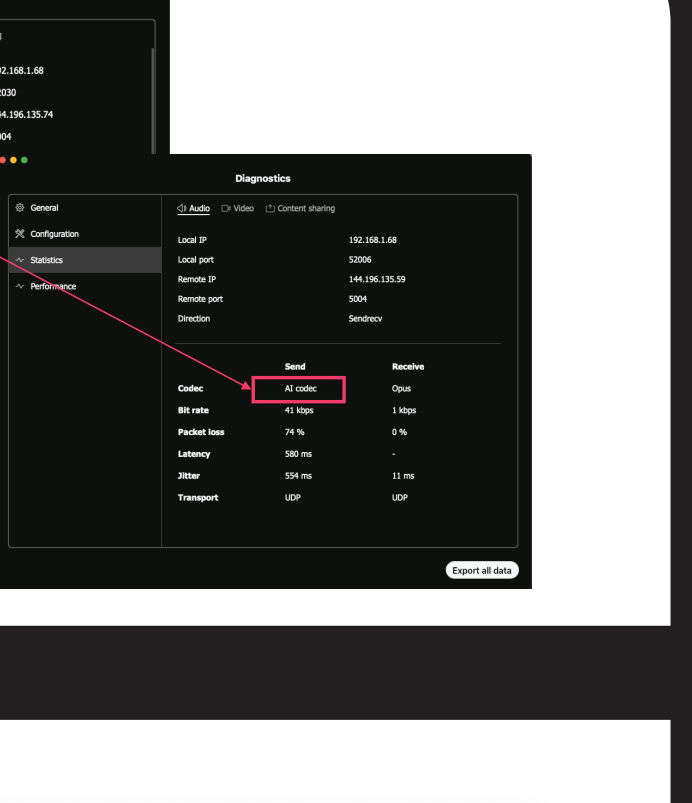 2.168.1.68
030
4.196.135.74
004
Diagnostics
General
Configuration
Statistics
Performance
Audio Video Content sharing
Local IP 192.168.1.68
Local port 52006
Remote IP 144.196.135.59
Remote port 5004
Direction Sendrecv
Send Receive
Codec AI codec Opus
Bit rate 41 kbps 1 kbps
Packet loss 74 % 0 %
Latency 580 ms -
Jitter 554 ms 11 ms
Transport UDP UDP
Export all data